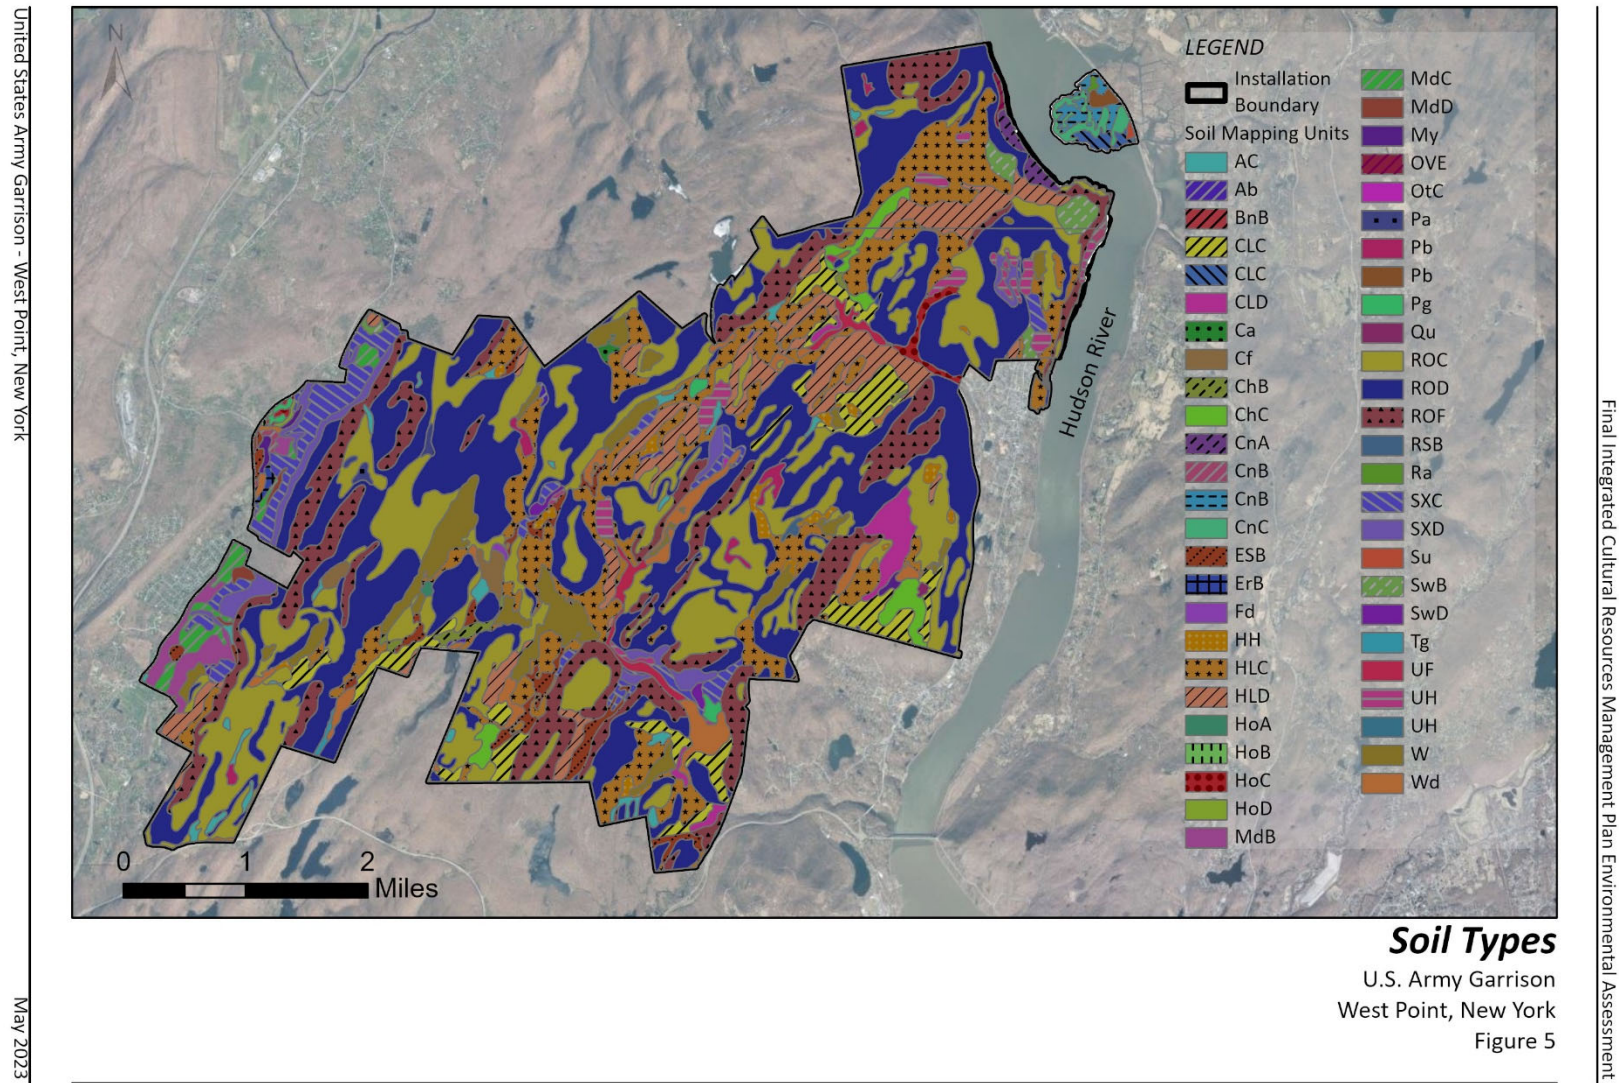 United States Army Garrison - West Point, New York
May 2023
Final Integrated Cultural Resources Management Plan Environmental Assessment
N
Hudson River
0 1 2
Miles
LEGEND
Installation
Boundary
Soil Mapping Units
AC
Ab
BnB
CLC
CLC
CLD
Ca
Cf
ChB
ChC
CnA
CnB
CnB
CnC
ESB
ErB
Fd
HH
HLC
HLD
HoA
HoB
HoC
HoD
MdB
MdC
MdD
My
OVE
OtC
Pa
Pb
Pb
Pg
Qu
ROC
ROD
ROF
RSB
Ra
SXC
SXD
Su
SwB
SwD
Tg
UF
UH
UH
W
Wd
Soil Types
U.S. Army Garrison
West Point, New York
Figure 5